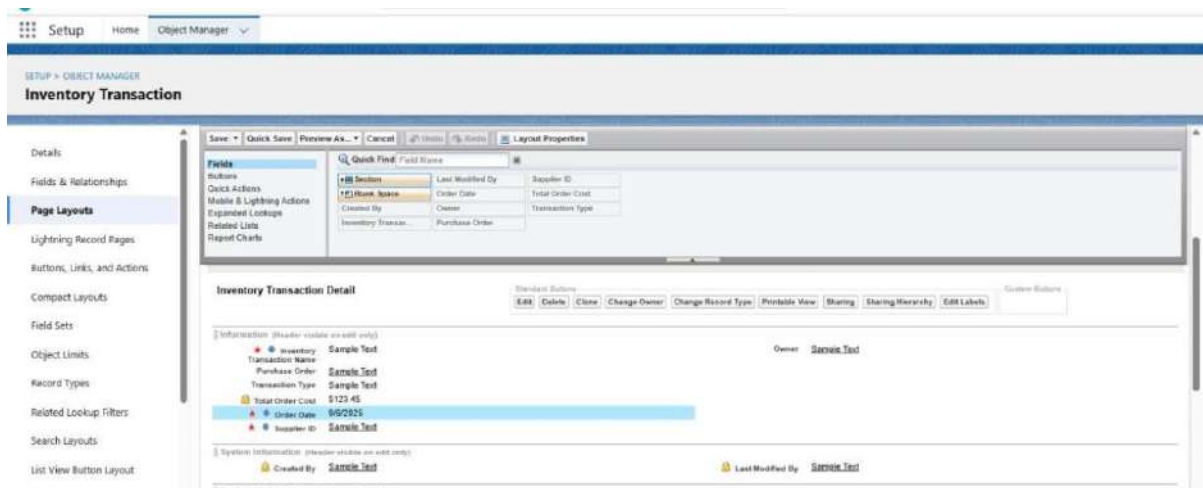 Setup Home Object Manager
SETUP > OBJECT MANAGER
Inventory Transaction
Details
Fields & Relationships
Page Layouts
Lightning Record Pages
Buttons, Links, and Actions
Compact Layouts
Field Sets
Object Limits
Record Types
Related Lookup Filters
Search Layouts
List View Button Layout
Save Quick Save Preview As... Cancel Undo Redo Layout Properties
Fields
Buttons
Quick Actions
Mobile & Lightning Actions
Expanded Lookups
Related Lists
Report Charts
Quick Find Field Name
Section Last Modified By Supplier ID
Blank Space Order Date Total Order Cost
Created By Owner Transaction Type
Inventory Transac... Purchase Order
Inventory Transaction Detail
Standard Buttons
Edit Delete Clone Change Owner Change Record Type Printable View Sharing Sharing Hierarchy Edit Labels
Custom Buttons
Information (Header visible on edit only)
Inventory Transaction Name Sample Text
Owner Sample Text
Purchase Order Sample Text
Transaction Type Sample Text
Total Order Cost $123.45
Order Date 9/5/2025
Supplier ID Sample Text
System Information (Header visible on edit only)
Created By Sample Text
Last Modified By Sample Text